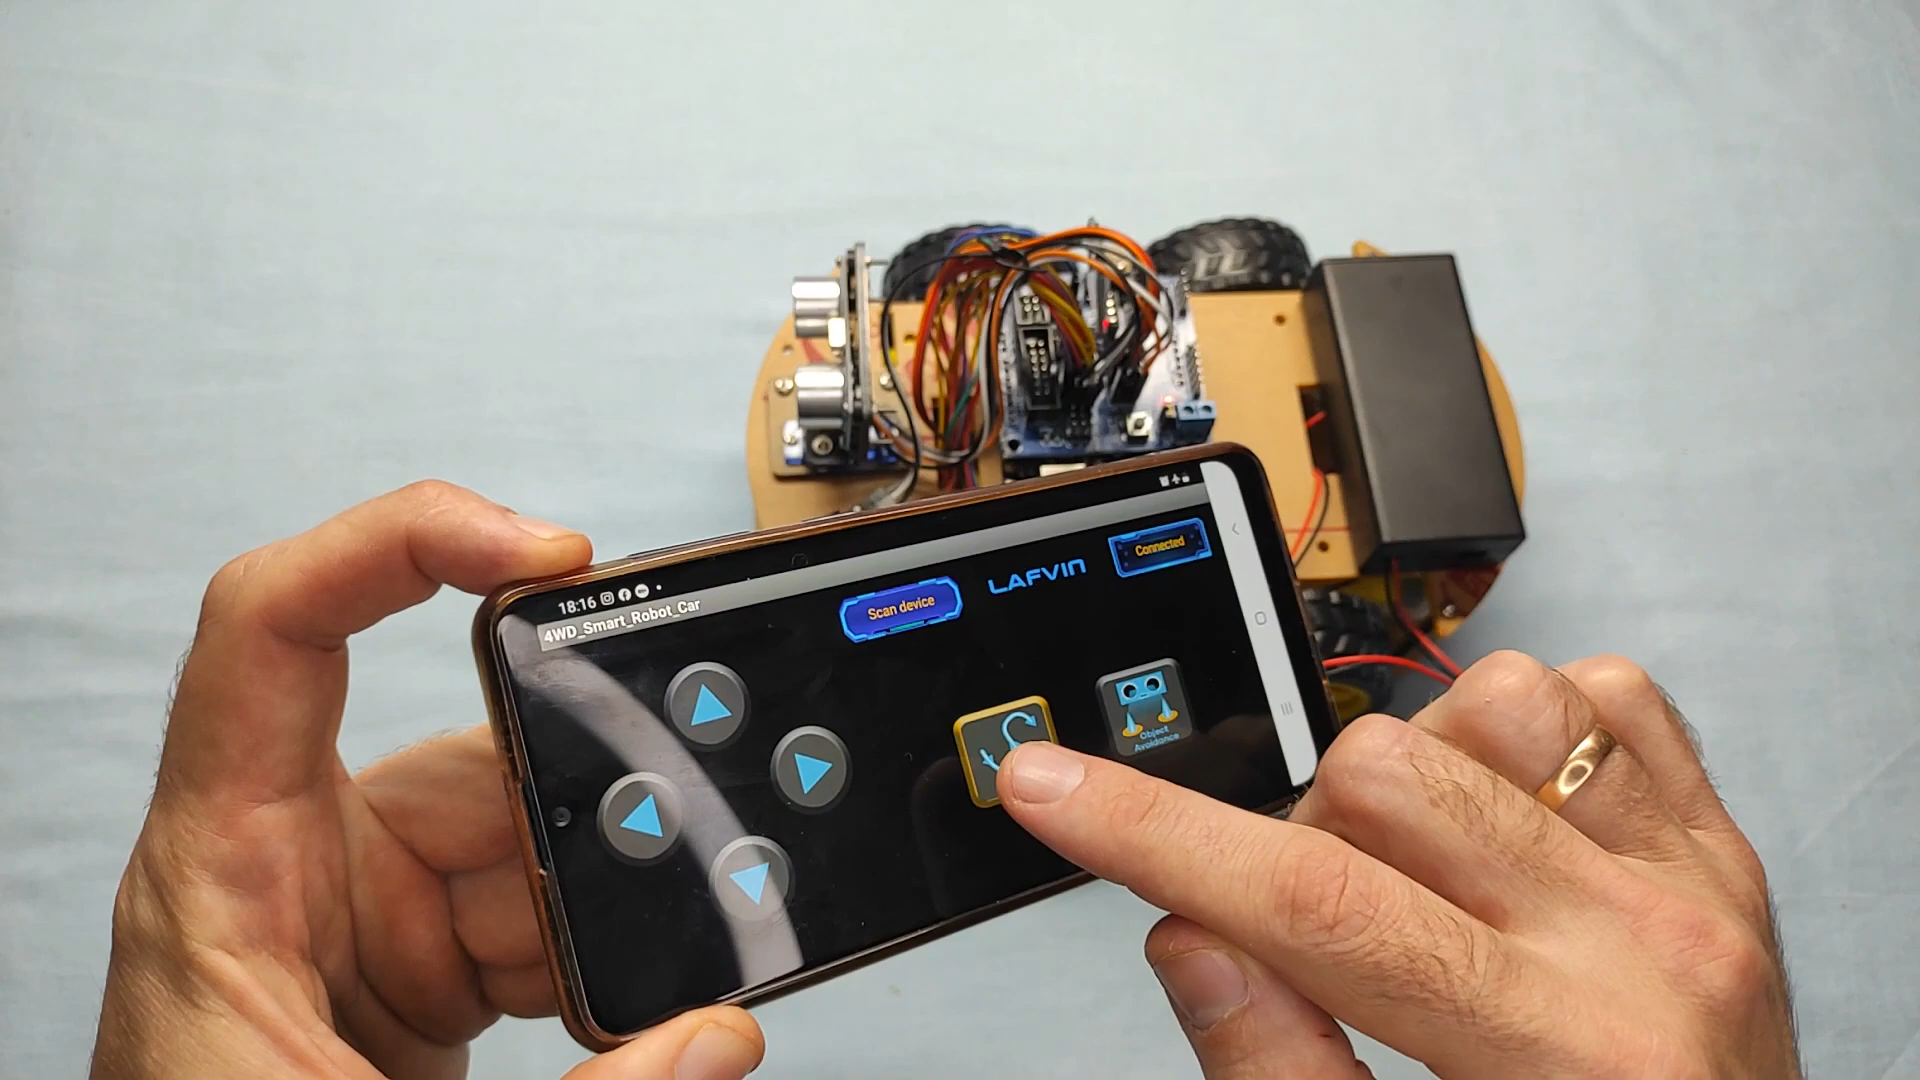 18:16
4WD_Smart_Robot_Car
Scan device
LAFVIN
Connected
Object
Avoidance